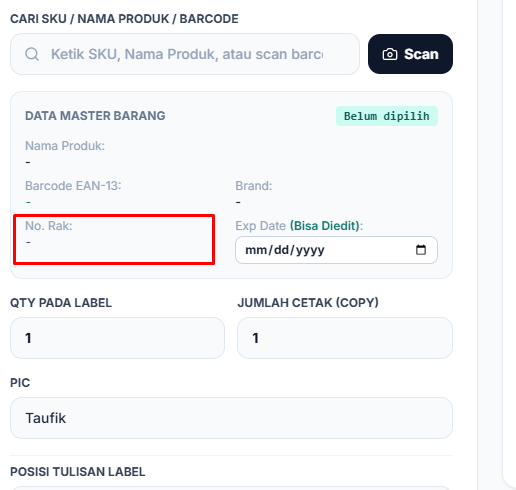 CARI SKU / NAMA PRODUK / BARCODE
Ketik SKU, Nama Produk, atau scan barc
Scan
DATA MASTER BARANG
Belum dipilih
Nama Produk:
-
Barcode EAN-13:
-
Brand:
-
No. Rak:
-
Exp Date (Bisa Diedit):
mm/dd/yyyy
QTY PADA LABEL
1
JUMLAH CETAK (COPY)
1
PIC
Taufik
POSISI TULISAN LABEL